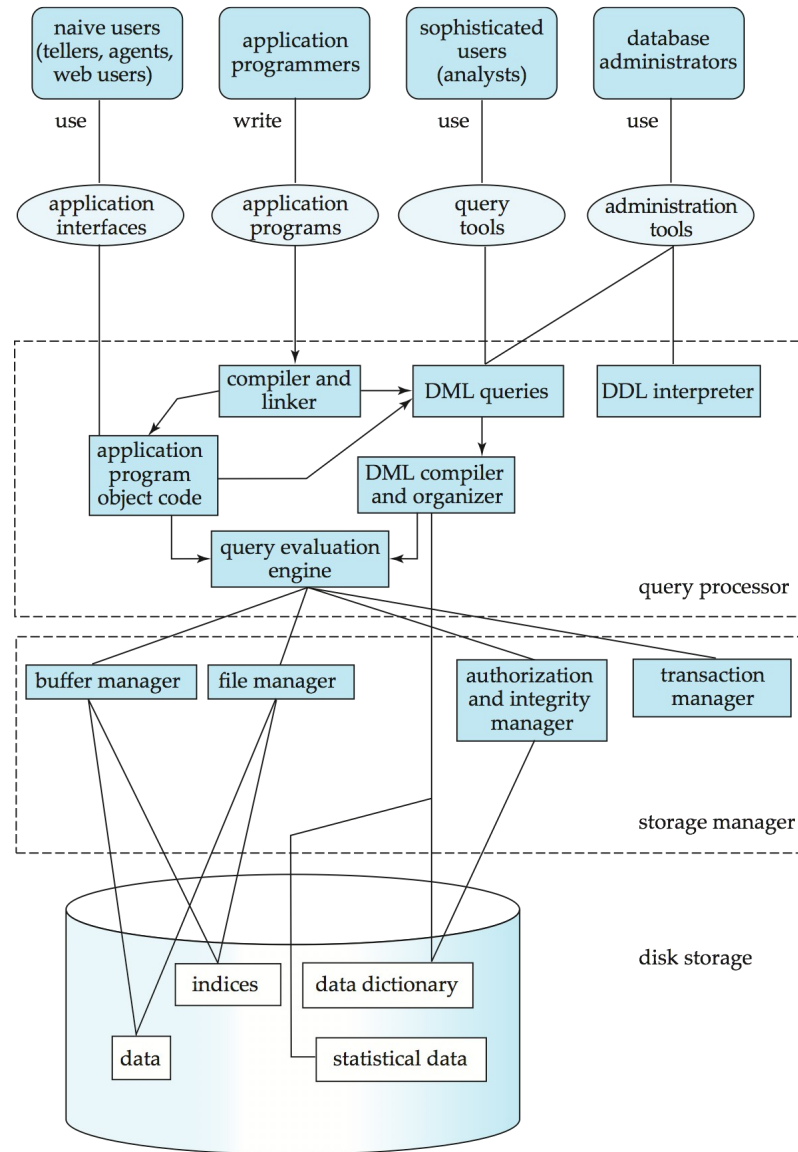 naive users
(tellers, agents,
web users)
application
programmers
sophisticated
users
(analysts)
database
administrators
use
write
use
use
application
interfaces
application
programs
query
tools
administration
tools
compiler and
linker
DML queries
DDL interpreter
application
program
object code
DML compiler
and organizer
query evaluation
engine
query processor
buffer manager
file manager
authorization
and integrity
manager
transaction
manager
storage manager
disk storage
indices
data dictionary
data
statistical data